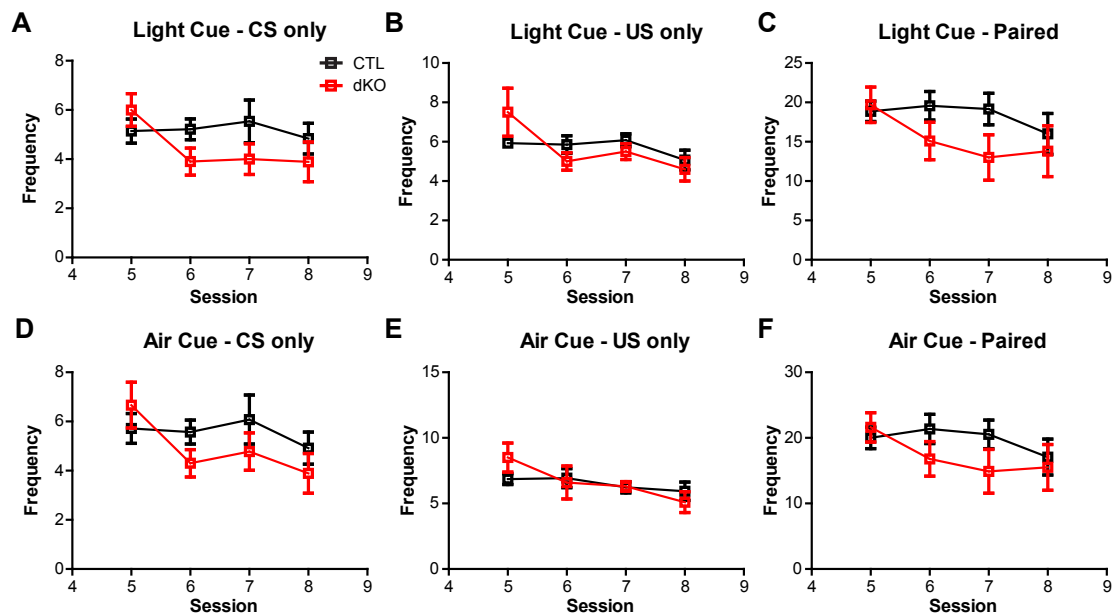 A
Light Cue - CS only
CTL
dKO
Frequency
8
6
4
2
0
4 5 6 7 8 9
Session
B
Light Cue - US only
Frequency
10
8
6
4
2
0
4 5 6 7 8 9
Session
C
Light Cue - Paired
Frequency
25
20
15
10
5
0
4 5 6 7 8 9
Session
D
Air Cue - CS only
Frequency
8
6
4
2
0
4 5 6 7 8 9
Session
E
Air Cue - US only
Frequency
15
10
5
0
4 5 6 7 8 9
Session
F
Air Cue - Paired
Frequency
30
20
10
0
4 5 6 7 8 9
Session